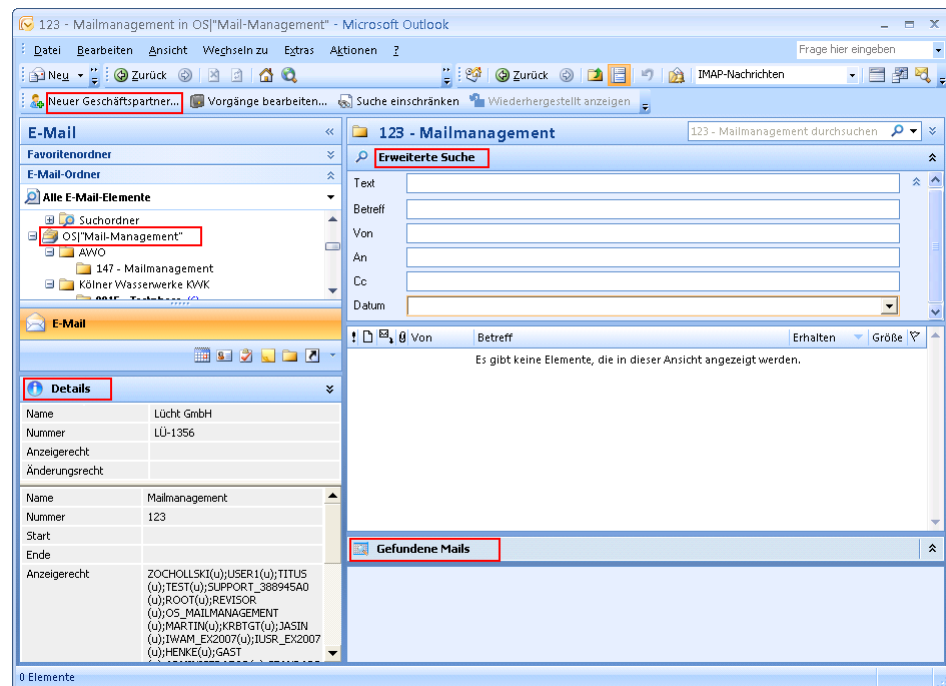 123 - Mailmanagement in OS|"Mail-Management" - Microsoft Outlook
Datei Bearbeiten Ansicht Wechseln zu Extras Aktionen ?
Frage hier eingeben
Neu Zurück Zurück IMAP-Nachrichten
Neuer Geschäftspartner... Vorgänge bearbeiten... Suche einschränken Wiederhergestellt anzeigen
E-Mail
Favoritenordner
E-Mail-Ordner
Alle E-Mail-Elemente
Suchordner
OS|"Mail-Management"
AWO
147 - Mailmanagement
Kölner Wasserwerke KWK
E-Mail
Details
Name Lücht GmbH
Nummer LÜ-1356
Anzeigerecht
Änderungsrecht
Name Mailmanagement
Nummer 123
Start
Ende
Anzeigerecht ZOCHOLLSKI(u);USER1(u);TITUS
(u);TEST(u);SUPPORT_388945A0
(u);ROOT(u);REVISOR
(u);OS_MAILMANAGEMENT
(u);MARTIN(u);KRBTGT(u);JASIN
(u);IWAM_EX2007(u);IUSR_EX2007
(u);HENKE(u);GAST
123 - Mailmanagement
123 - Mailmanagement durchsuchen
Erweiterte Suche
Text
Betreff
Von
An
Cc
Datum
Von Betreff Erhalten Größe
Es gibt keine Elemente, die in dieser Ansicht angezeigt werden.
Gefundene Mails
0 Elemente